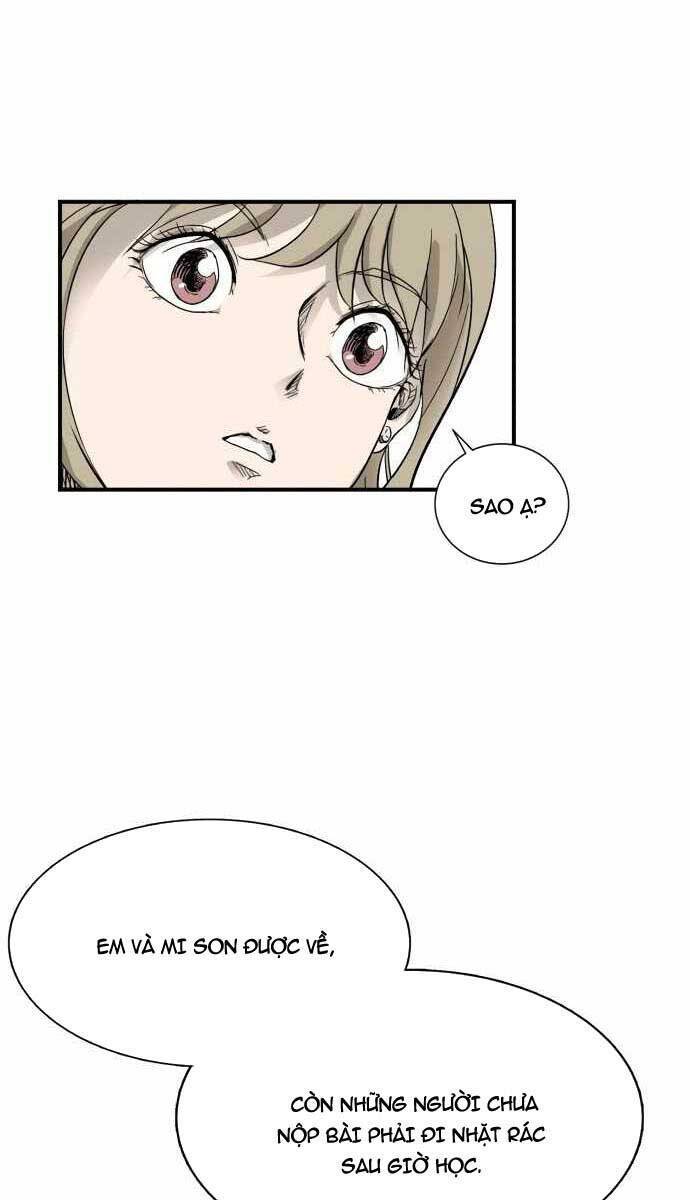 SAO Ạ?
EM VÀ MI SON ĐƯỢC VỀ,
CÒN NHỮNG NGƯỜI CHƯA
NỘP BÀI PHẢI ĐI NHẶT RÁC
SAU GIỜ HỌC.